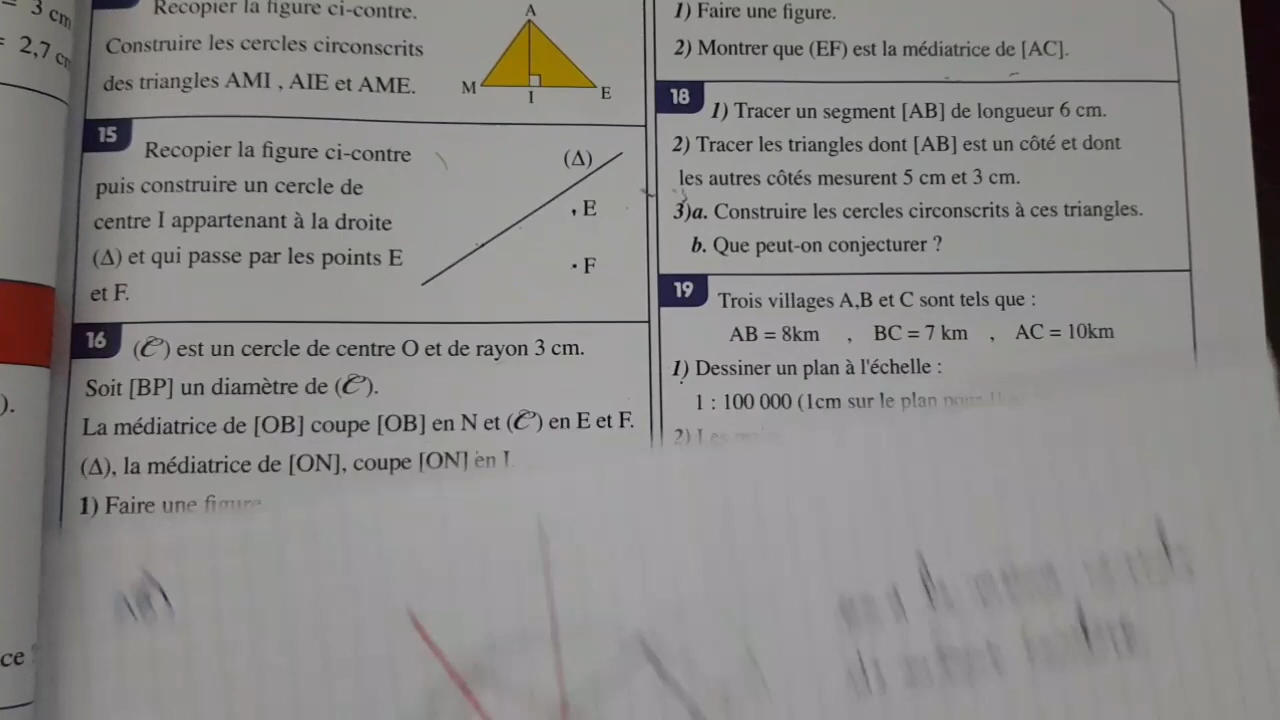 = 3 cm
= 2,7 cm
Recopier la figure ci-contre.
Construire les cercles circonscrits
des triangles AMI , AIE et AME.
A
M
I
E
15
Recopier la figure ci-contre
puis construire un cercle de
centre I appartenant à la droite
(Δ) et qui passe par les points E
et F.
(Δ)
E
F
16
(𝒞) est un cercle de centre O et de rayon 3 cm.
Soit [BP] un diamètre de (𝒞).
La médiatrice de [OB] coupe [OB] en N et (𝒞) en E et F.
(Δ), la médiatrice de [ON], coupe [ON] en I.
1) Faire une figure
).
ce
1) Faire une figure.
2) Montrer que (EF) est la médiatrice de [AC].
18
1) Tracer un segment [AB] de longueur 6 cm.
2) Tracer les triangles dont [AB] est un côté et dont
les autres côtés mesurent 5 cm et 3 cm.
3)a. Construire les cercles circonscrits à ces triangles.
b. Que peut-on conjecturer ?
19
Trois villages A,B et C sont tels que :
AB = 8km , BC = 7 km , AC = 10km
1) Dessiner un plan à l'échelle :
1 : 100 000 (1cm sur le plan pour
2) Les